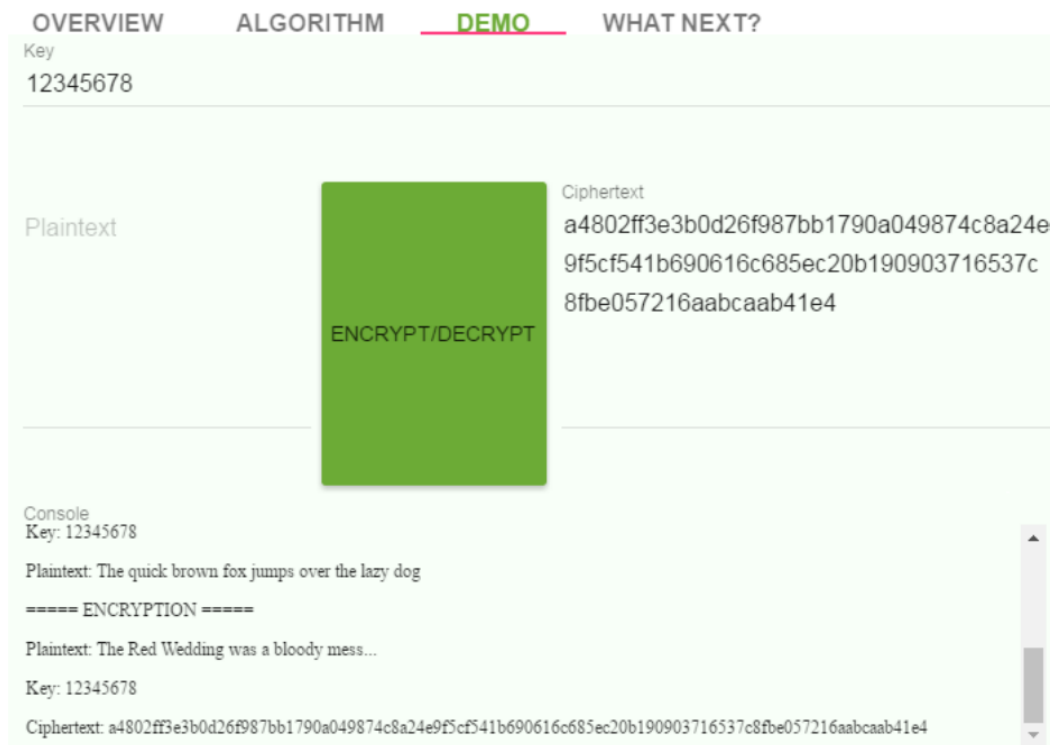 OVERVIEW ALGORITHM DEMO WHAT NEXT?
Key
12345678
Plaintext
ENCRYPT/DECRYPT
Ciphertext
a4802ff3e3b0d26f987bb1790a049874c8a24e
9f5cf541b690616c685ec20b190903716537c
8fbe057216aabcaab41e4
Console
Key: 12345678
Plaintext: The quick brown fox jumps over the lazy dog
===== ENCRYPTION =====
Plaintext: The Red Wedding was a bloody mess...
Key: 12345678
Ciphertext: a4802ff3e3b0d26f987bb1790a049874c8a24e9f5cf541b690616c685ec20b190903716537c8fbe057216aabcaab41e4